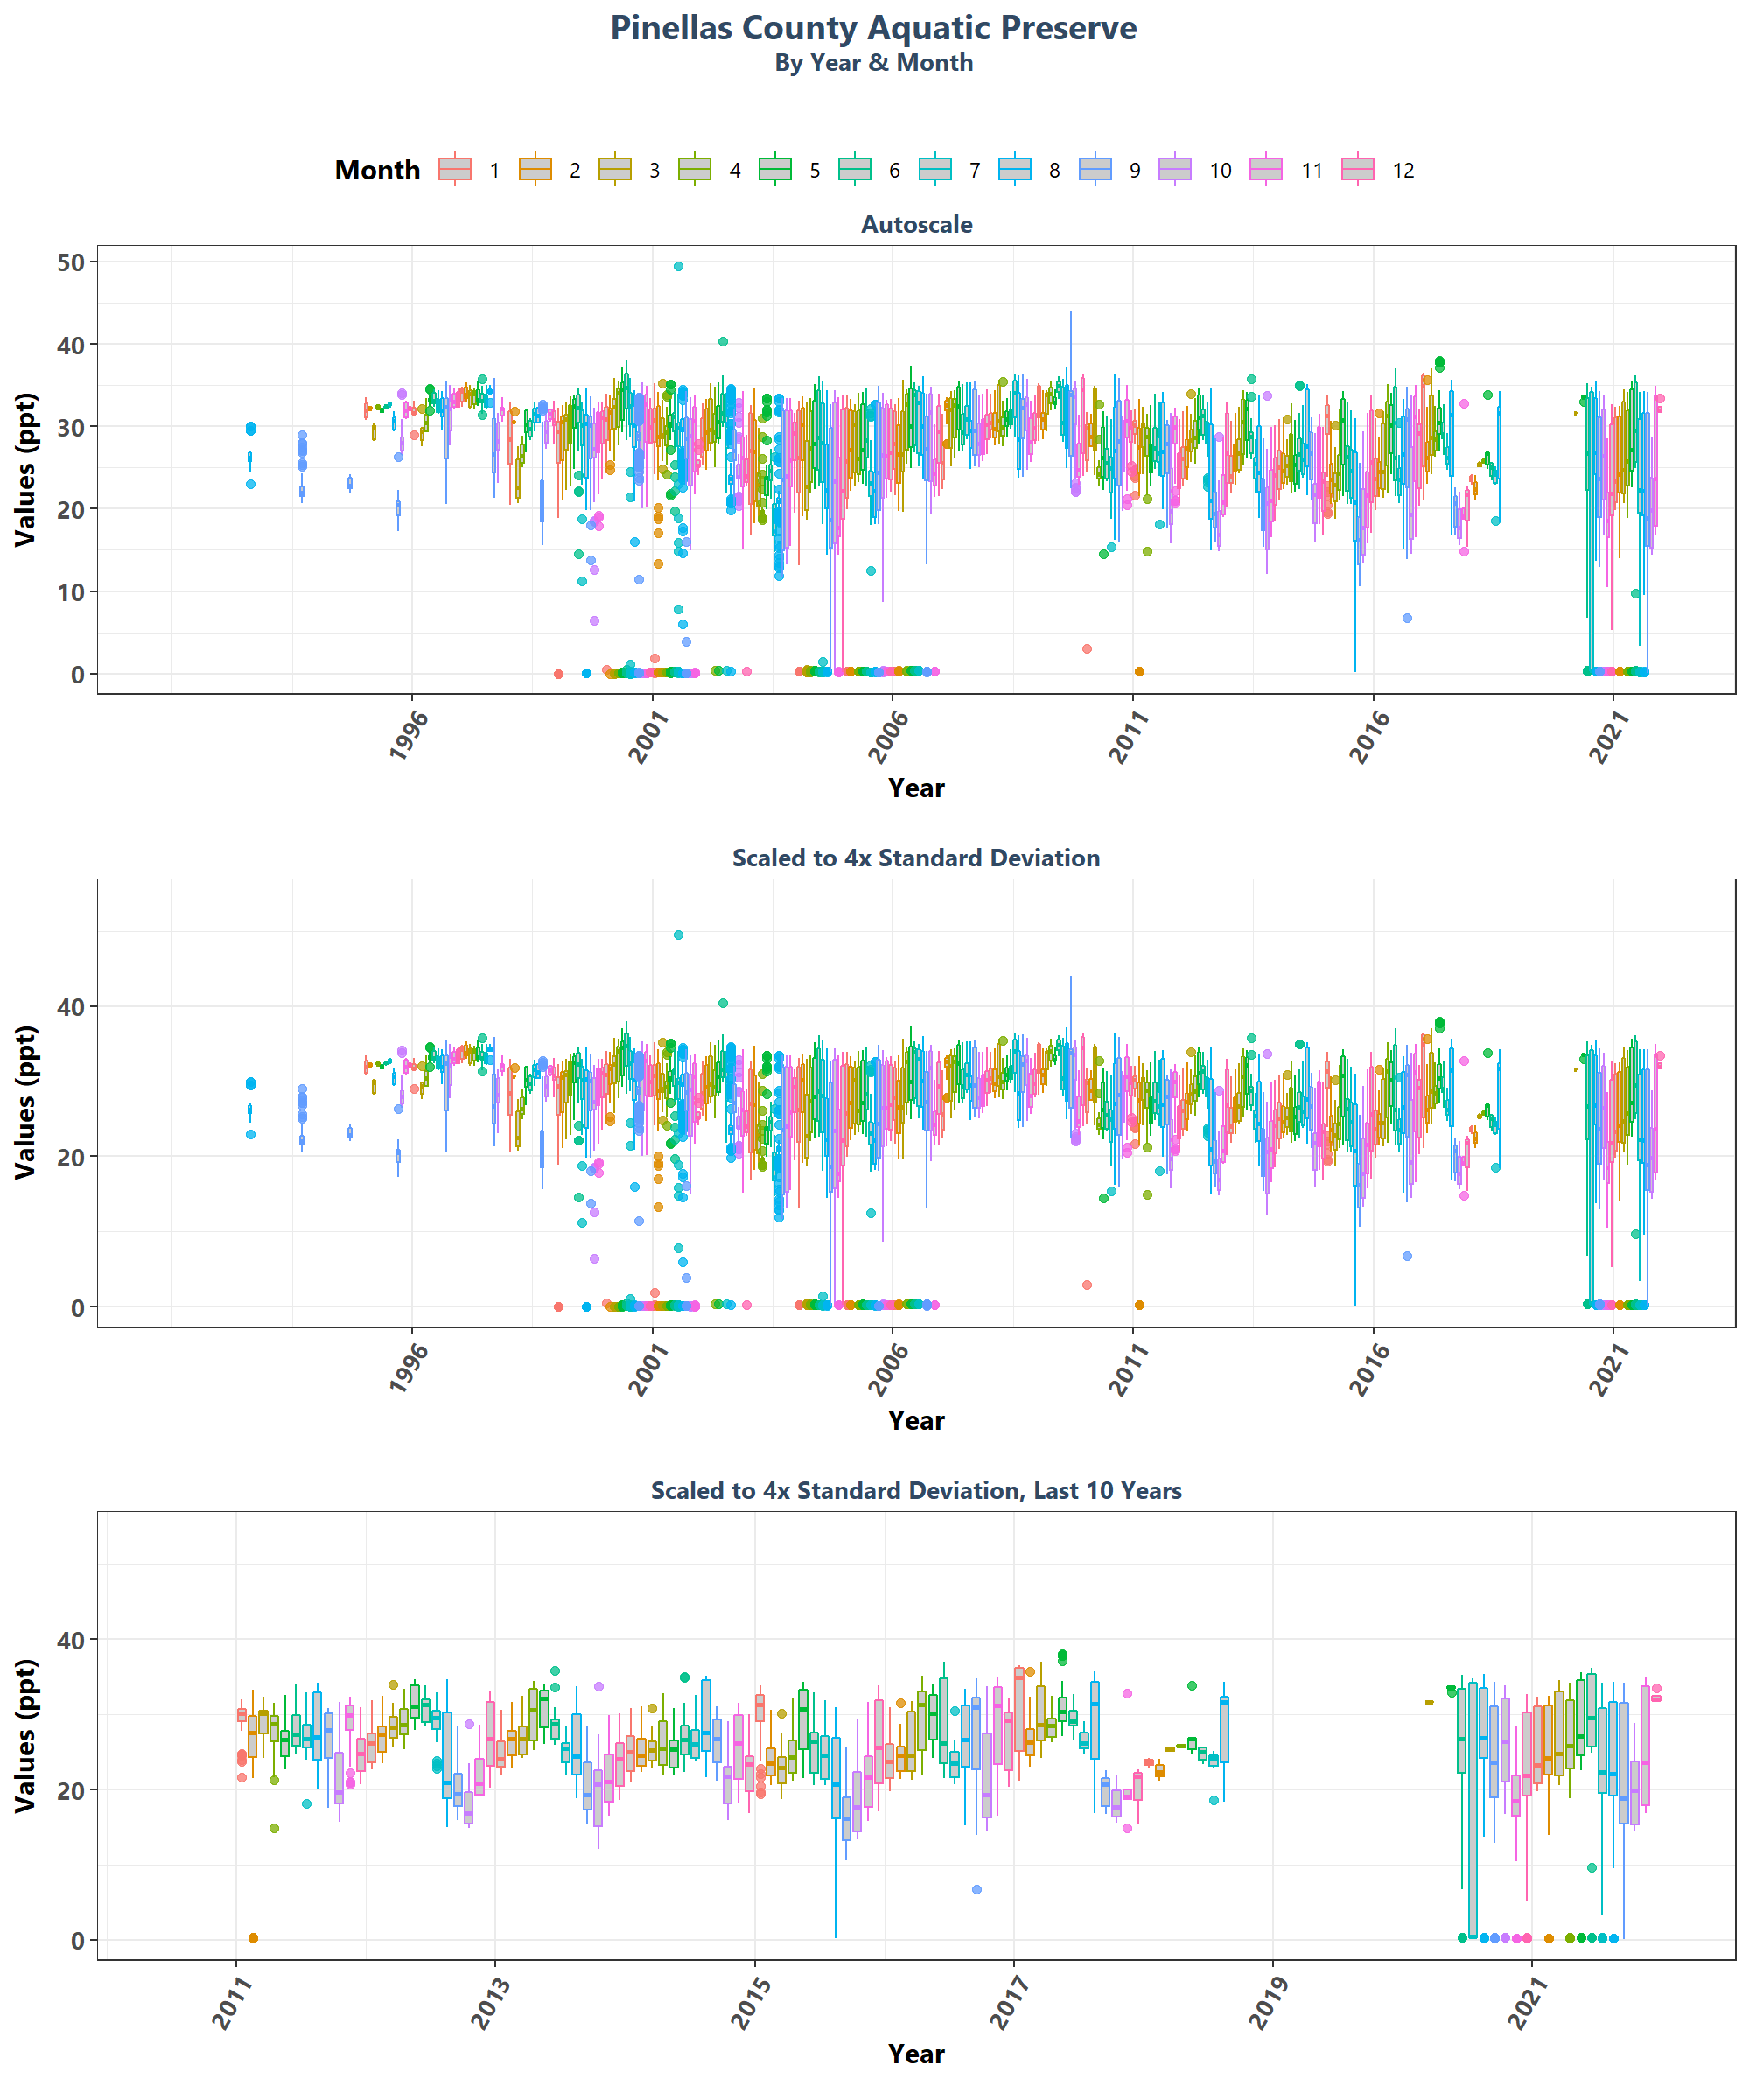 Pinellas County Aquatic Preserve
By Year & Month
Month 1 2 3 4 5 6 7 8 9 10 11 12
Autoscale
Values (ppt)
50
40
30
20
10
0
1996 2001 2006 2011 2016 2021
Year
Scaled to 4x Standard Deviation
Values (ppt)
40
20
0
1996 2001 2006 2011 2016 2021
Year
Scaled to 4x Standard Deviation, Last 10 Years
Values (ppt)
40
20
0
2011 2013 2015 2017 2019 2021
Year